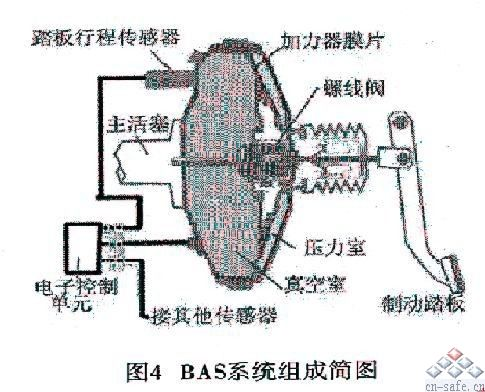 踏板行程传感器
加力器膜片
螺线阀
主活塞
压力室
真空室
电子控制
单元
接其他传感器
制动踏板
图4 BAS系统组成简图
cn-safe.cn